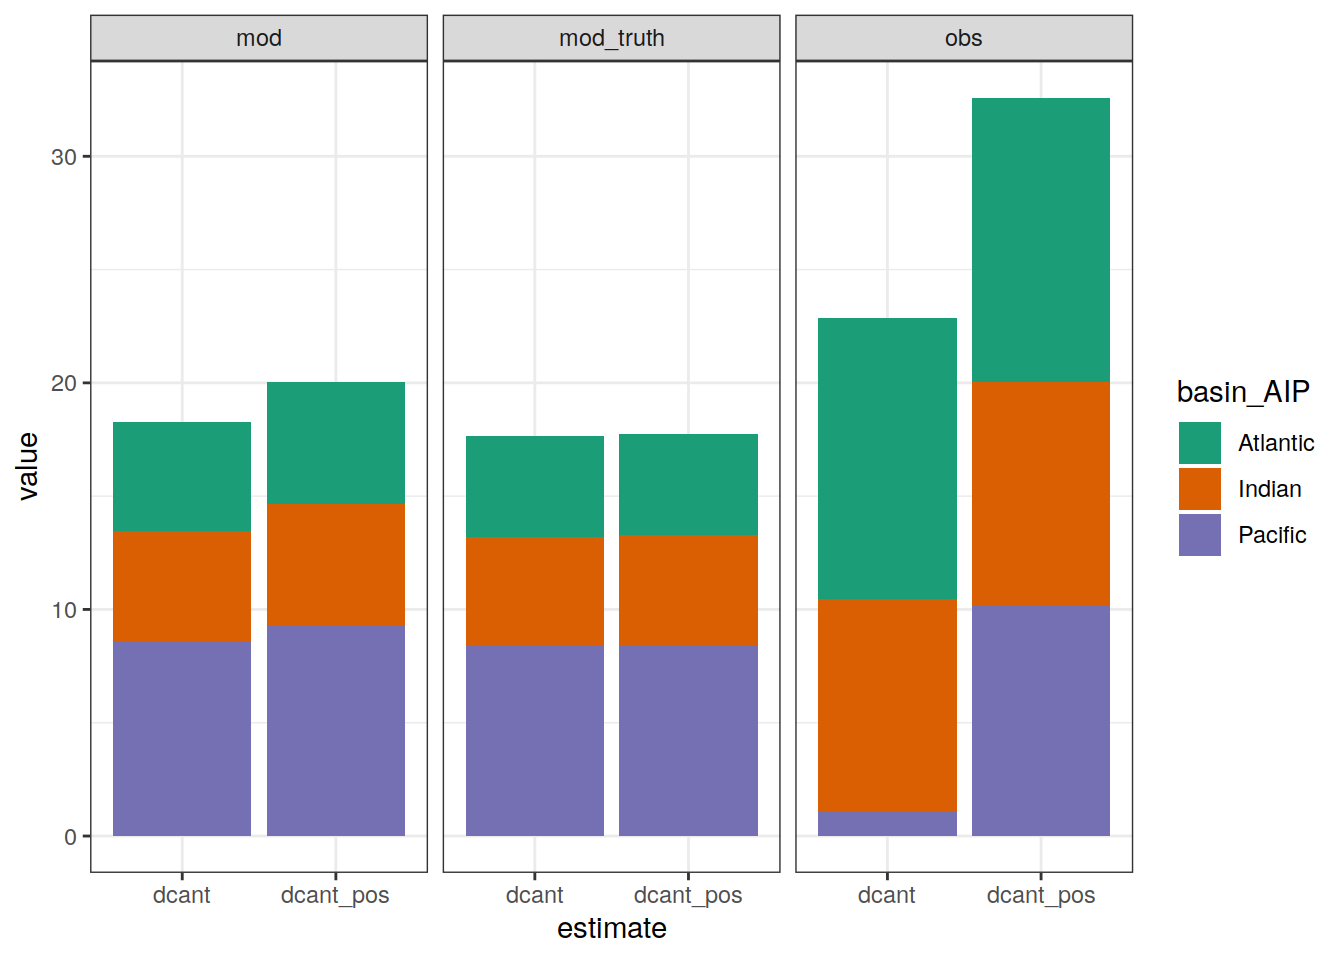 mod
mod_truth
obs
value
30
20
10
0
dcant
dcant_pos
dcant
dcant_pos
dcant
dcant_pos
estimate
basin_AIP
Atlantic
Indian
Pacific